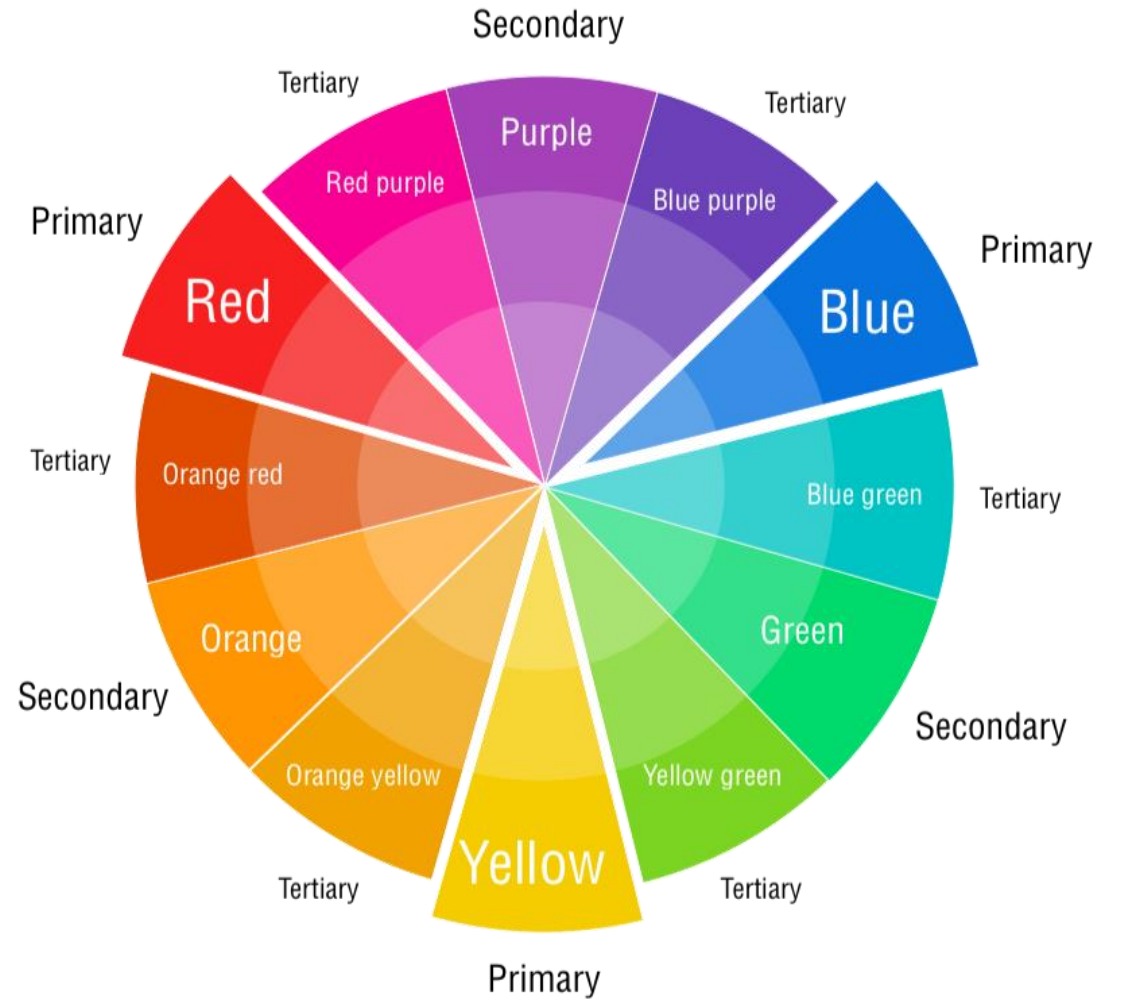 Secondary
Tertiary
Tertiary
Purple
Red purple
Blue purple
Primary
Primary
Red
Blue
Tertiary
Orange red
Blue green
Tertiary
Orange
Green
Secondary
Secondary
Orange yellow
Yellow green
Yellow
Tertiary
Tertiary
Primary